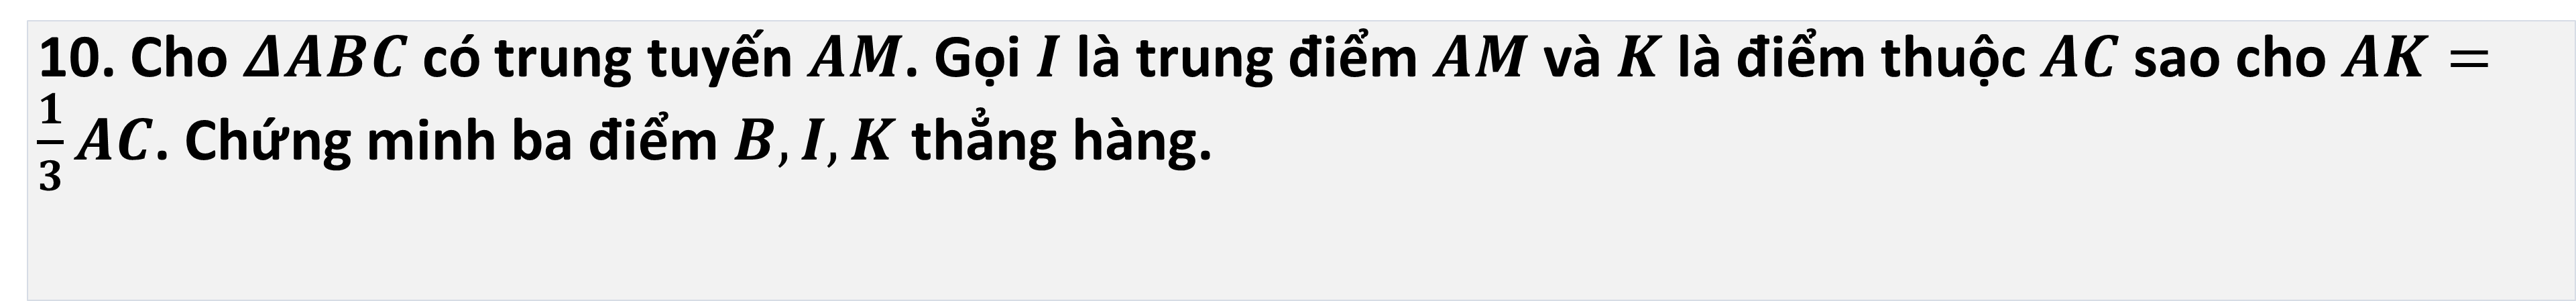 10. Cho ΔABC có trung tuyến AM. Gọi I là trung điểm AM và K là điểm thuộc AC sao cho AK =
1/3 AC. Chứng minh ba điểm B, I, K thẳng hàng.